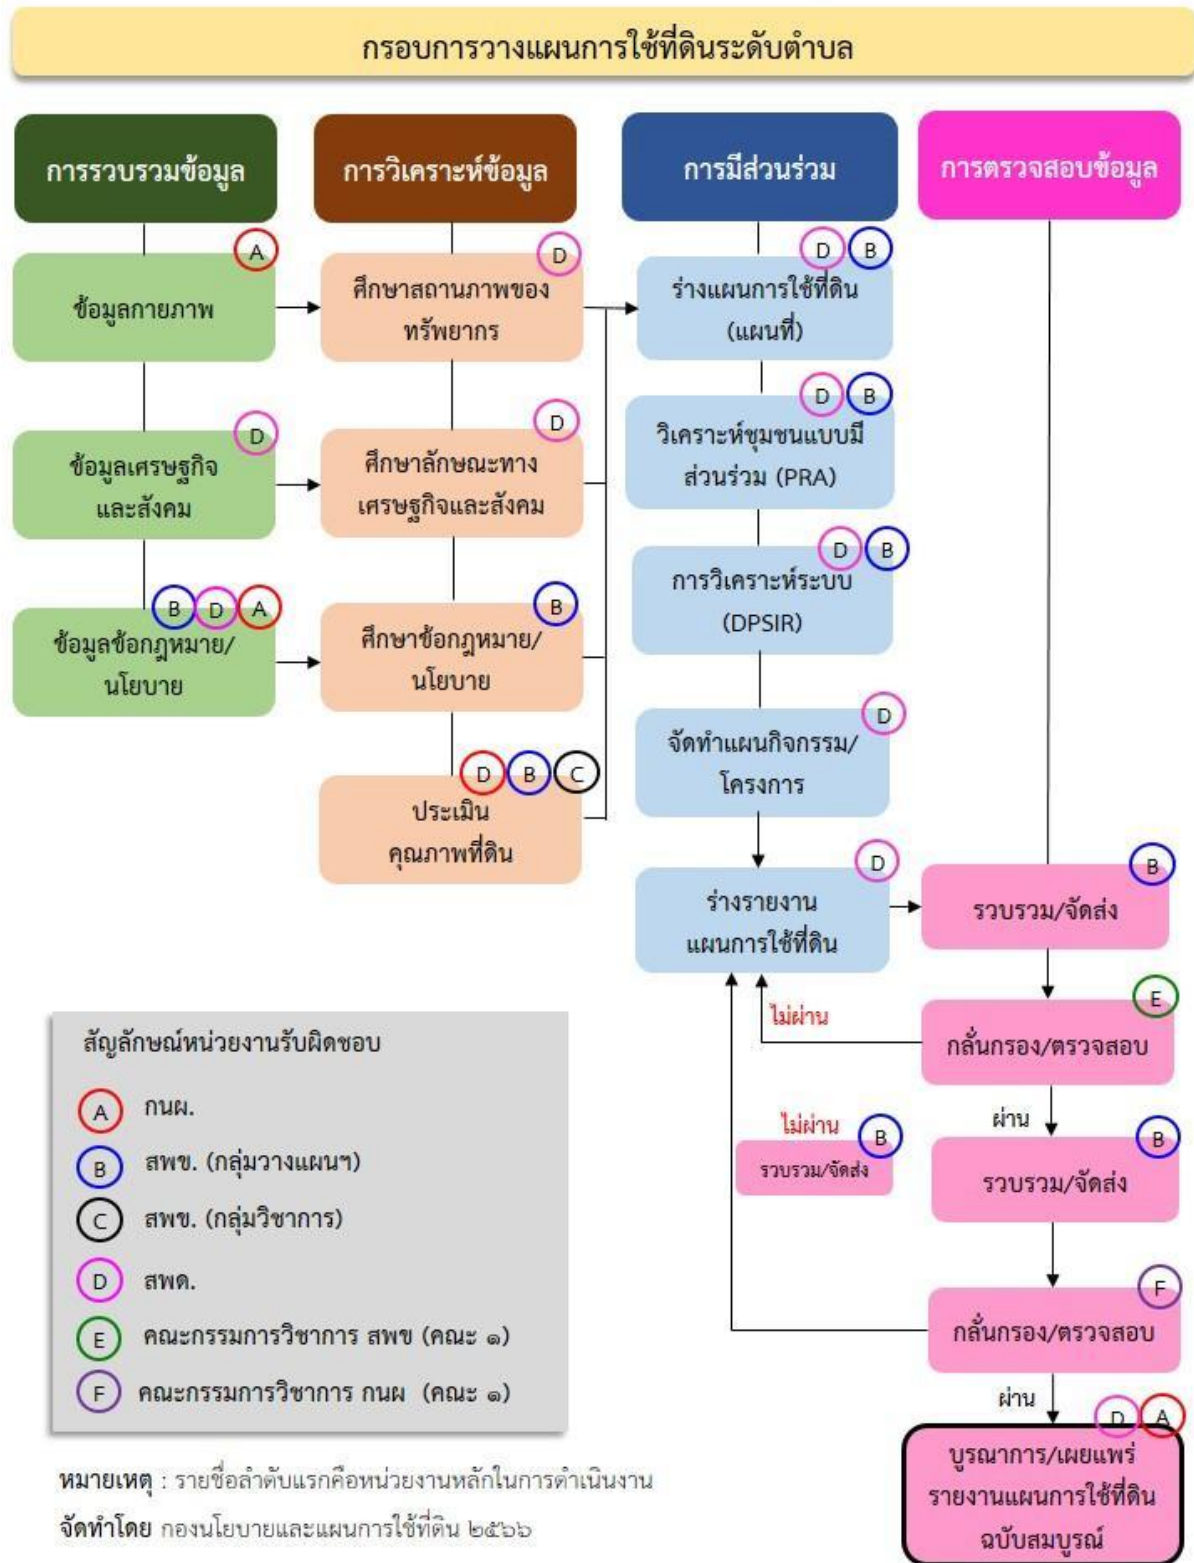 กรอบการวางแผนการใช้ที่ดินระดับตำบล
การรวบรวมข้อมูล
การวิเคราะห์ข้อมูล
การมีส่วนร่วม
การตรวจสอบข้อมูล
A
ข้อมูลกายภาพ
D
ข้อมูลเศรษฐกิจ
และสังคม
B D A
ข้อมูลข้อกฎหมาย/
นโยบาย
D
ศึกษาสถานภาพของ
ทรัพยากร
D
ศึกษาลักษณะทาง
เศรษฐกิจและสังคม
B
ศึกษาข้อกฎหมาย/
นโยบาย
D B C
ประเมิน
คุณภาพที่ดิน
D B
ร่างแผนการใช้ที่ดิน
(แผนที่)
D B
วิเคราะห์ชุมชนแบบมี
ส่วนร่วม (PRA)
D B
การวิเคราะห์ระบบ
(DPSIR)
D
จัดทำแผนกิจกรรม/
โครงการ
D
ร่างรายงาน
แผนการใช้ที่ดิน
B
รวบรวม/จัดส่ง
E
กลั่นกรอง/ตรวจสอบ
ไม่ผ่าน
ผ่าน
B
รวบรวม/จัดส่ง
ไม่ผ่าน
B
รวบรวม/จัดส่ง
F
กลั่นกรอง/ตรวจสอบ
ผ่าน
D A
บูรณาการ/เผยแพร่
รายงานแผนการใช้ที่ดิน
ฉบับสมบูรณ์
สัญลักษณ์หน่วยงานรับผิดชอบ
A กนผ.
B สพข. (กลุ่มวางแผนฯ)
C สพข. (กลุ่มวิชาการ)
D สพด.
E คณะกรรมการวิชาการ สพข (คณะ ๑)
F คณะกรรมการวิชาการ กนผ (คณะ ๑)
หมายเหตุ : รายชื่อลำดับแรกคือหน่วยงานหลักในการดำเนินงาน
จัดทำโดย กองนโยบายและแผนการใช้ที่ดิน ๒๕๖๖